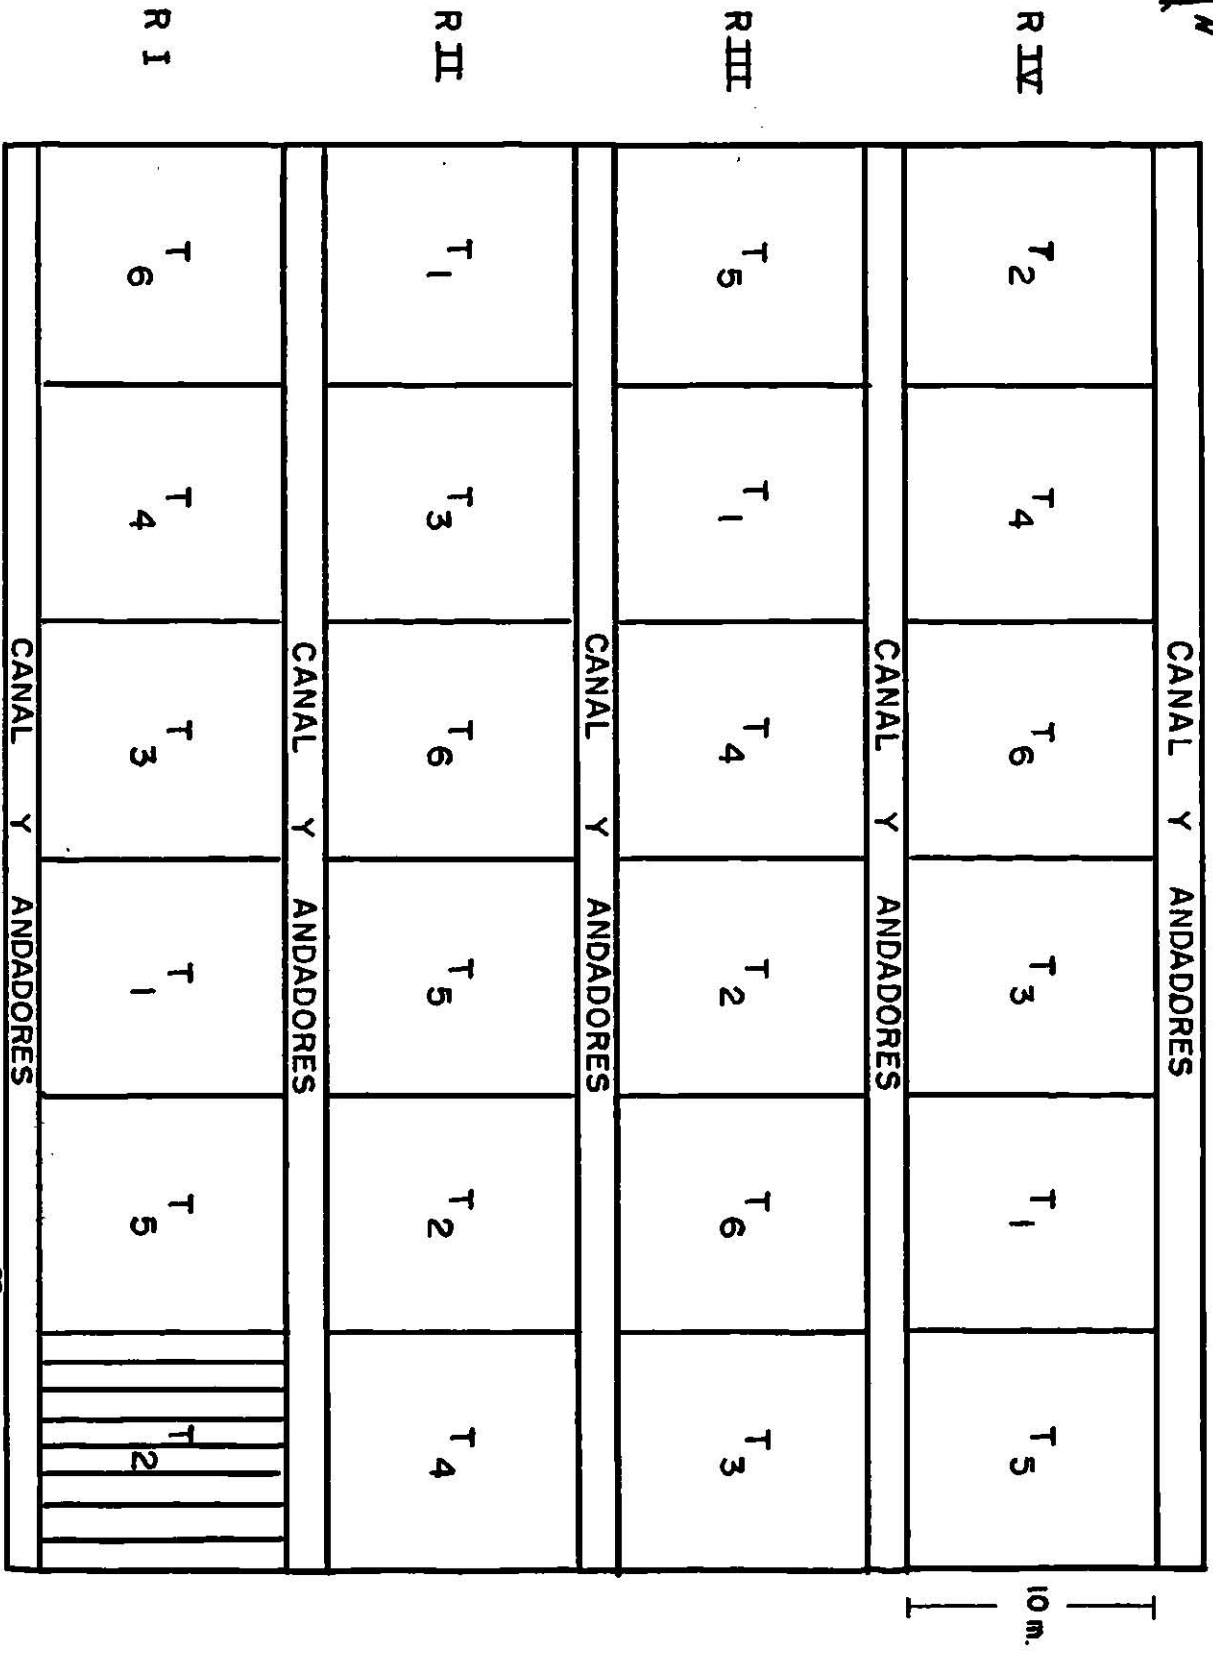 N
CANAL Y ANDADORES
R IV
T2 T4 T6 T3 T1 T5
10 m.
CANAL Y ANDADORES
R III
T5 T1 T4 T2 T6 T3
CANAL Y ANDADORES
R II
T1 T3 T6 T5 T2 T4
CANAL Y ANDADORES
R I
T6 T4 T3 T1 T5 T2
CANAL Y ANDADORES